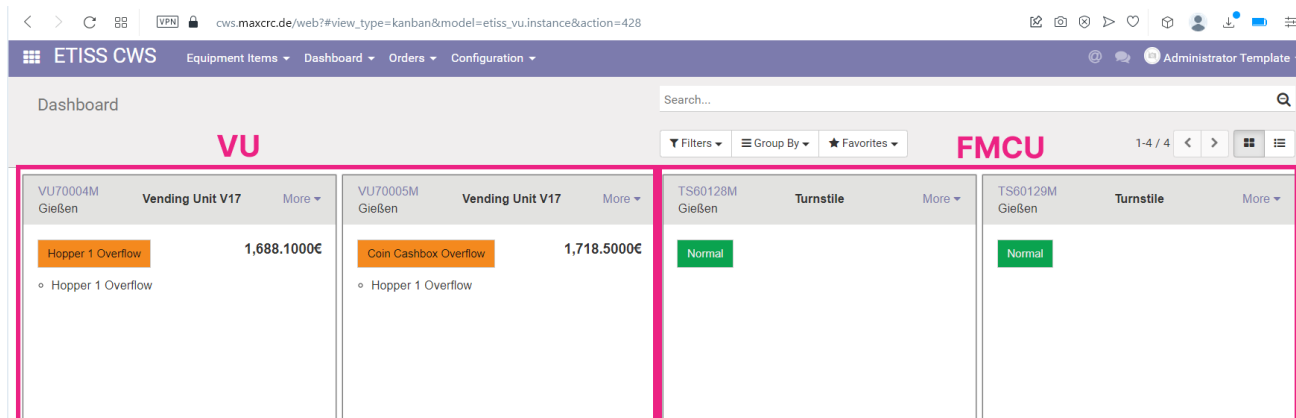 VPN cws.maxcrc.de/web?#view_type=kanban&model=etiss_vu.instance&action=428
ETISS CWS Equipment Items Dashboard Orders Configuration @ Administrator Template
Dashboard Search...
VU Filters Group By Favorites FMCU 1-4 / 4
VU70004M Vending Unit V17 More
Gießen
VU70005M Vending Unit V17 More
Gießen
TS60128M Turnstile More
Gießen
TS60129M Turnstile More
Gießen
Hopper 1 Overflow 1,688.1000€
Hopper 1 Overflow
Coin Cashbox Overflow 1,718.5000€
Hopper 1 Overflow
Normal
Normal